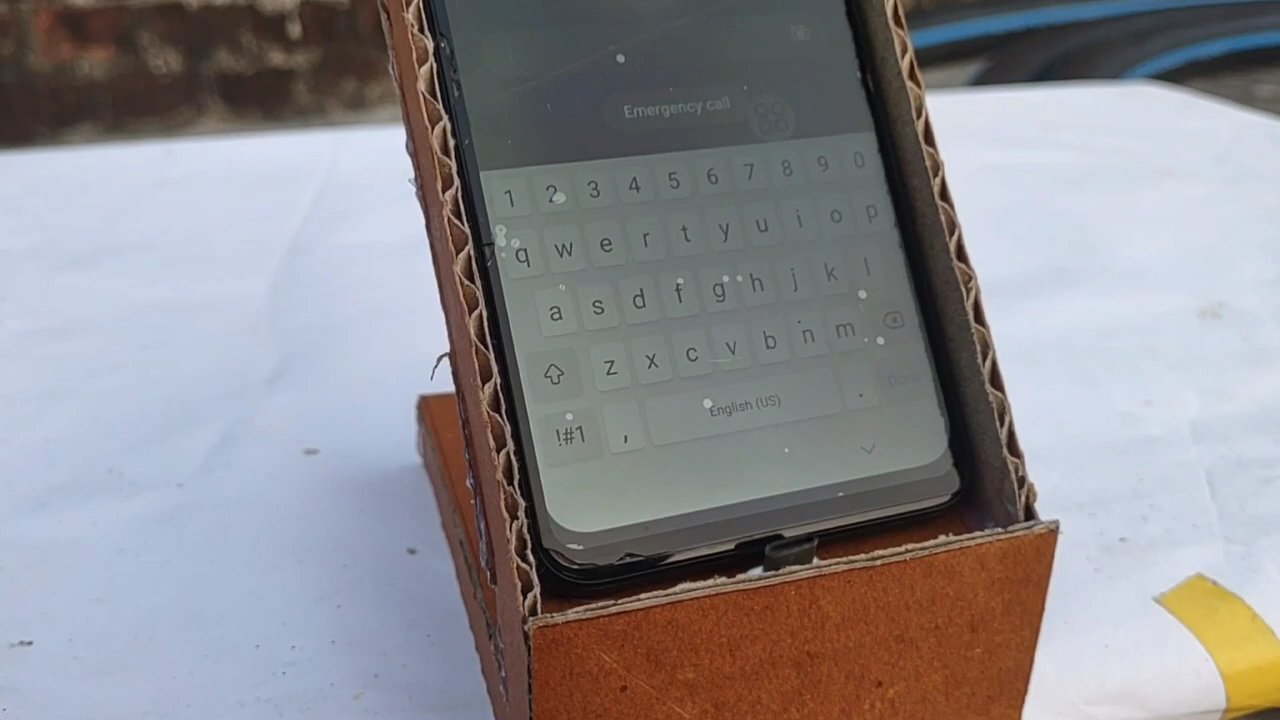 Emergency call
1 2 3 4 5 6 7 8 9 0
q w e r t y u i o p
a s d f g h j k l
z x c v b n m
!#1 , English (US) . Done